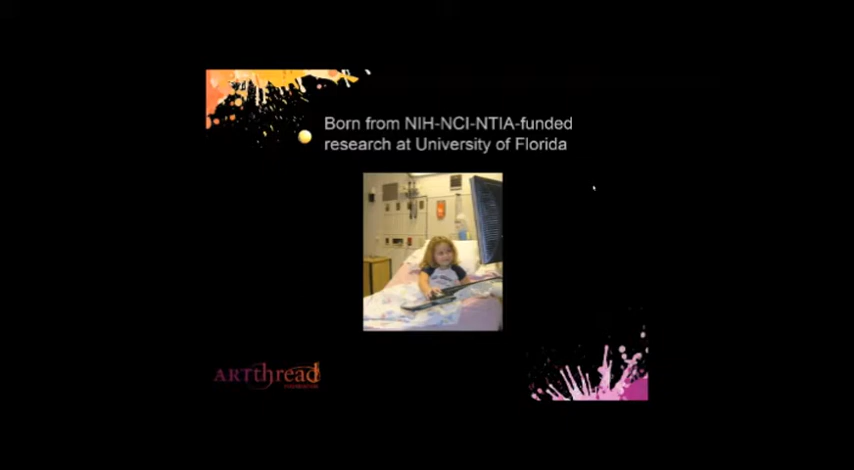 Born from NIH-NCI-NTIA-funded
research at University of Florida
ARTthread